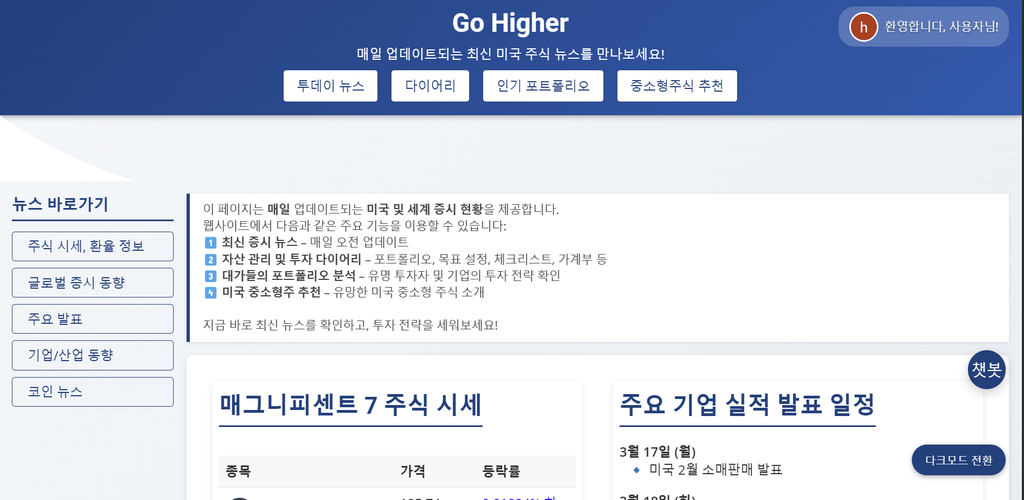 Go Higher
매일 업데이트되는 최신 미국 주식 뉴스를 만나보세요!
h 환영합니다, 사용자님!
투데이 뉴스 다이어리 인기 포트폴리오 중소형주식 추천
뉴스 바로가기
주식 시세, 환율 정보
글로벌 증시 동향
주요 발표
기업/산업 동향
코인 뉴스
이 페이지는 매일 업데이트되는 미국 및 세계 증시 현황을 제공합니다.
웹사이트에서 다음과 같은 주요 기능을 이용할 수 있습니다:
1 최신 증시 뉴스 – 매일 오전 업데이트
2 자산 관리 및 투자 다이어리 – 포트폴리오, 목표 설정, 체크리스트, 가계부 등
3 대가들의 포트폴리오 분석 – 유명 투자자 및 기업의 투자 전략 확인
4 미국 중소형주 추천 – 유망한 미국 중소형 주식 소개
지금 바로 최신 뉴스를 확인하고, 투자 전략을 세워보세요!
챗봇
매그니피센트 7 주식 시세
종목 가격 등락률
주요 기업 실적 발표 일정
3월 17일 (월)
미국 2월 소매판매 발표
다크모드 전환